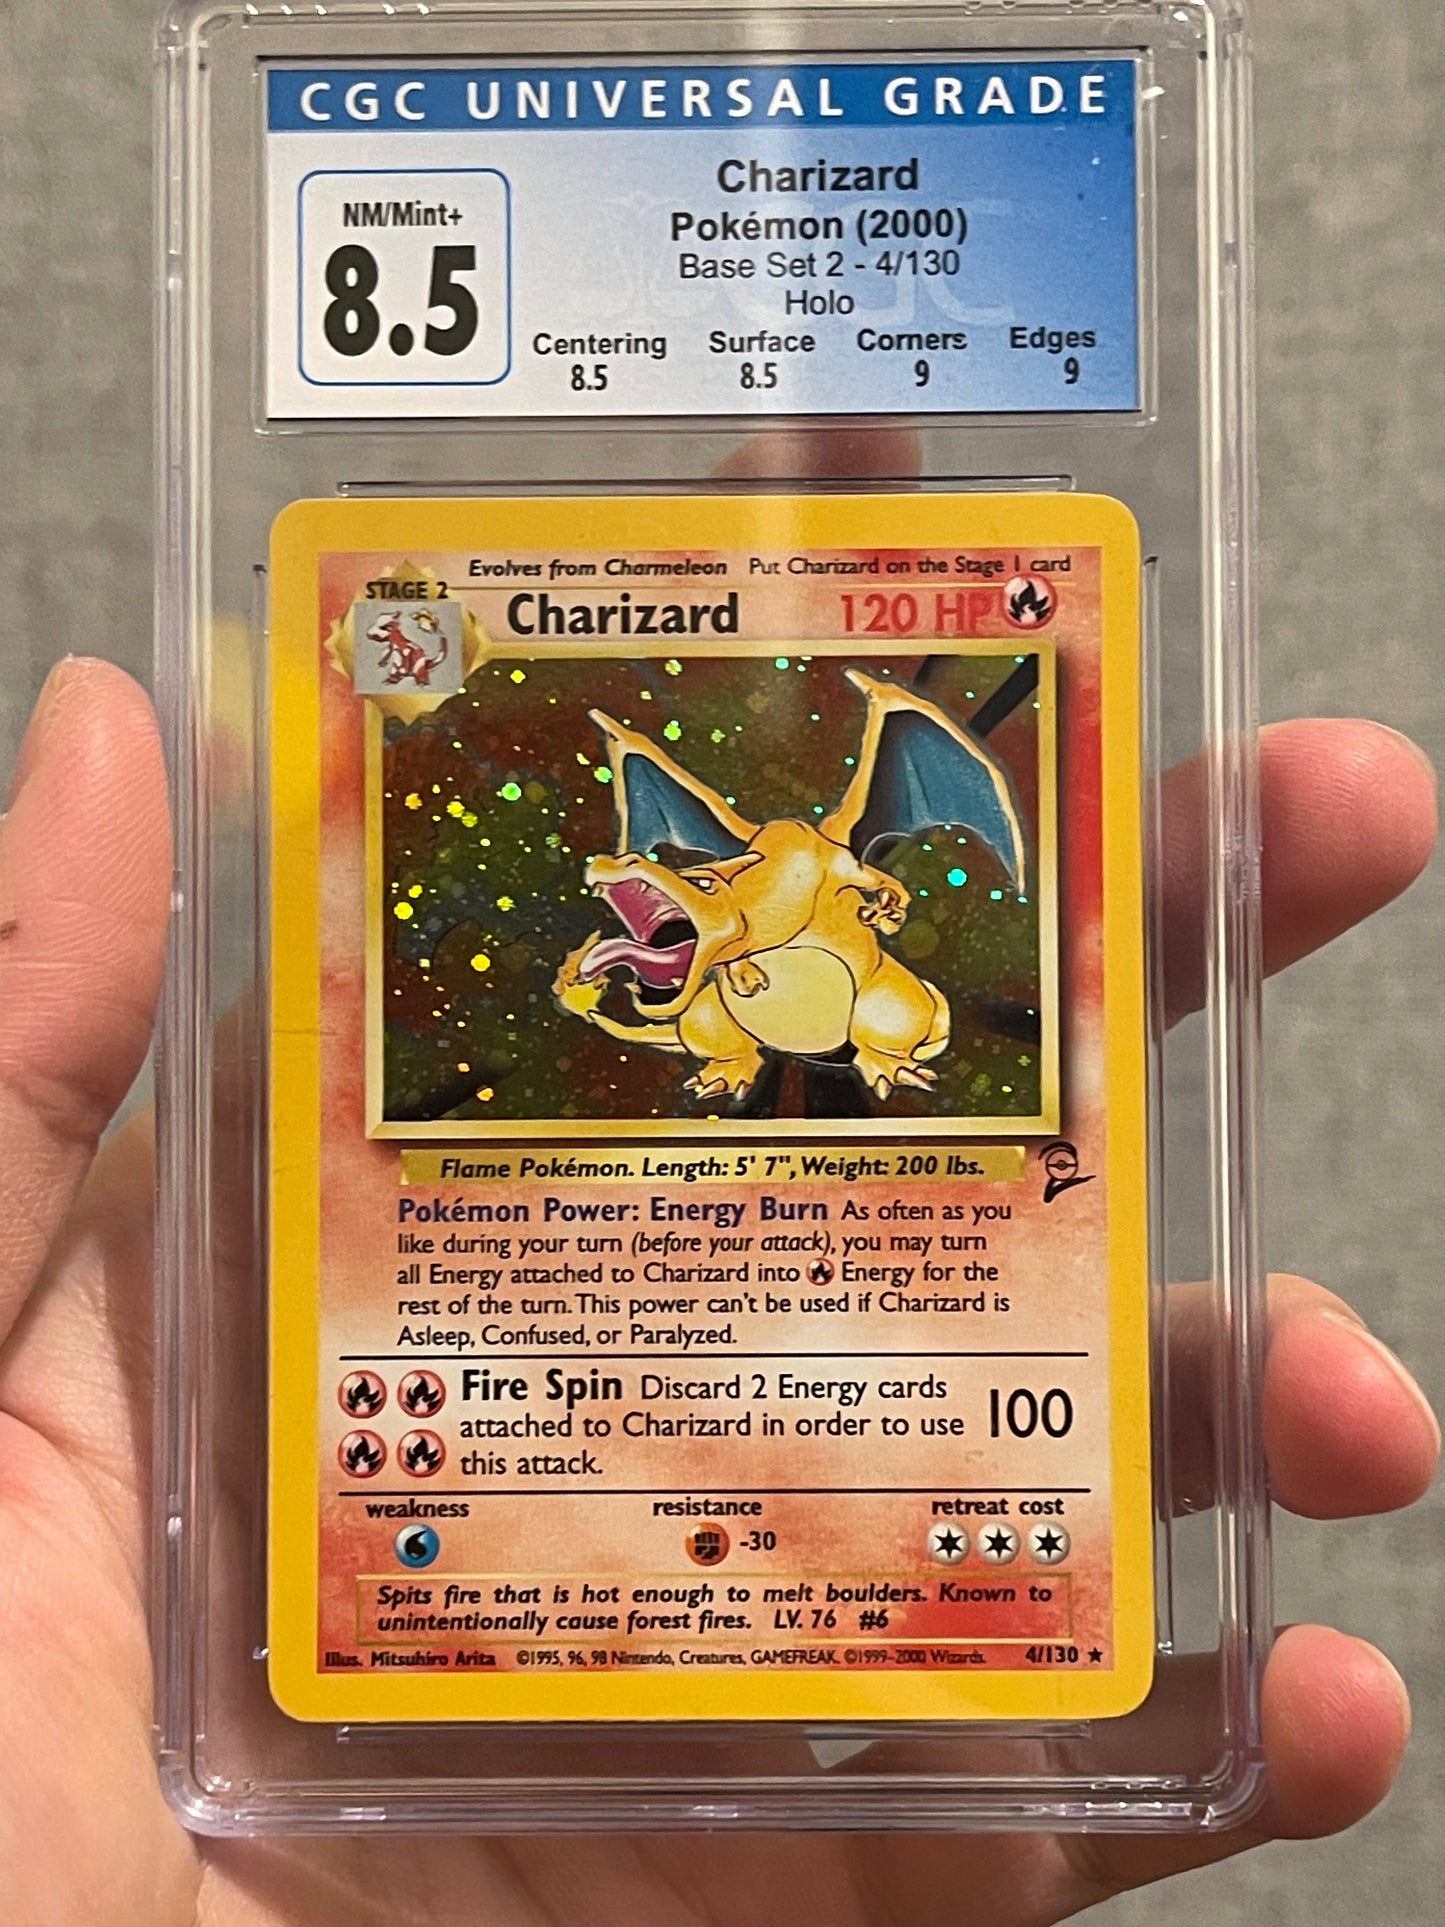 CGC UNIVERSAL GRADE
NM/Mint+
8.5
Charizard
Pokémon (2000)
Base Set 2 - 4/130
Holo
Centering Surface Corners Edges
8.5 8.5 9 9
Evolves from Charmeleon Put Charizard on the Stage 1 card
STAGE 2
Charizard 120 HP
Flame Pokémon. Length: 5' 7", Weight: 200 lbs.
Pokémon Power: Energy Burn As often as you
like during your turn (before your attack), you may turn
all Energy attached to Charizard into Energy for the
rest of the turn. This power can't be used if Charizard is
Asleep, Confused, or Paralyzed.
Fire Spin Discard 2 Energy cards
attached to Charizard in order to use 100
this attack.
weakness resistance retreat cost
-30
Spits fire that is hot enough to melt boulders. Known to
unintentionally cause forest fires. LV. 76 #6
Illus. Mitsuhiro Arita ©1995, 96, 98 Nintendo, Creatures, GAMEFREAK. ©1999-2000 Wizards. 4/130 ★